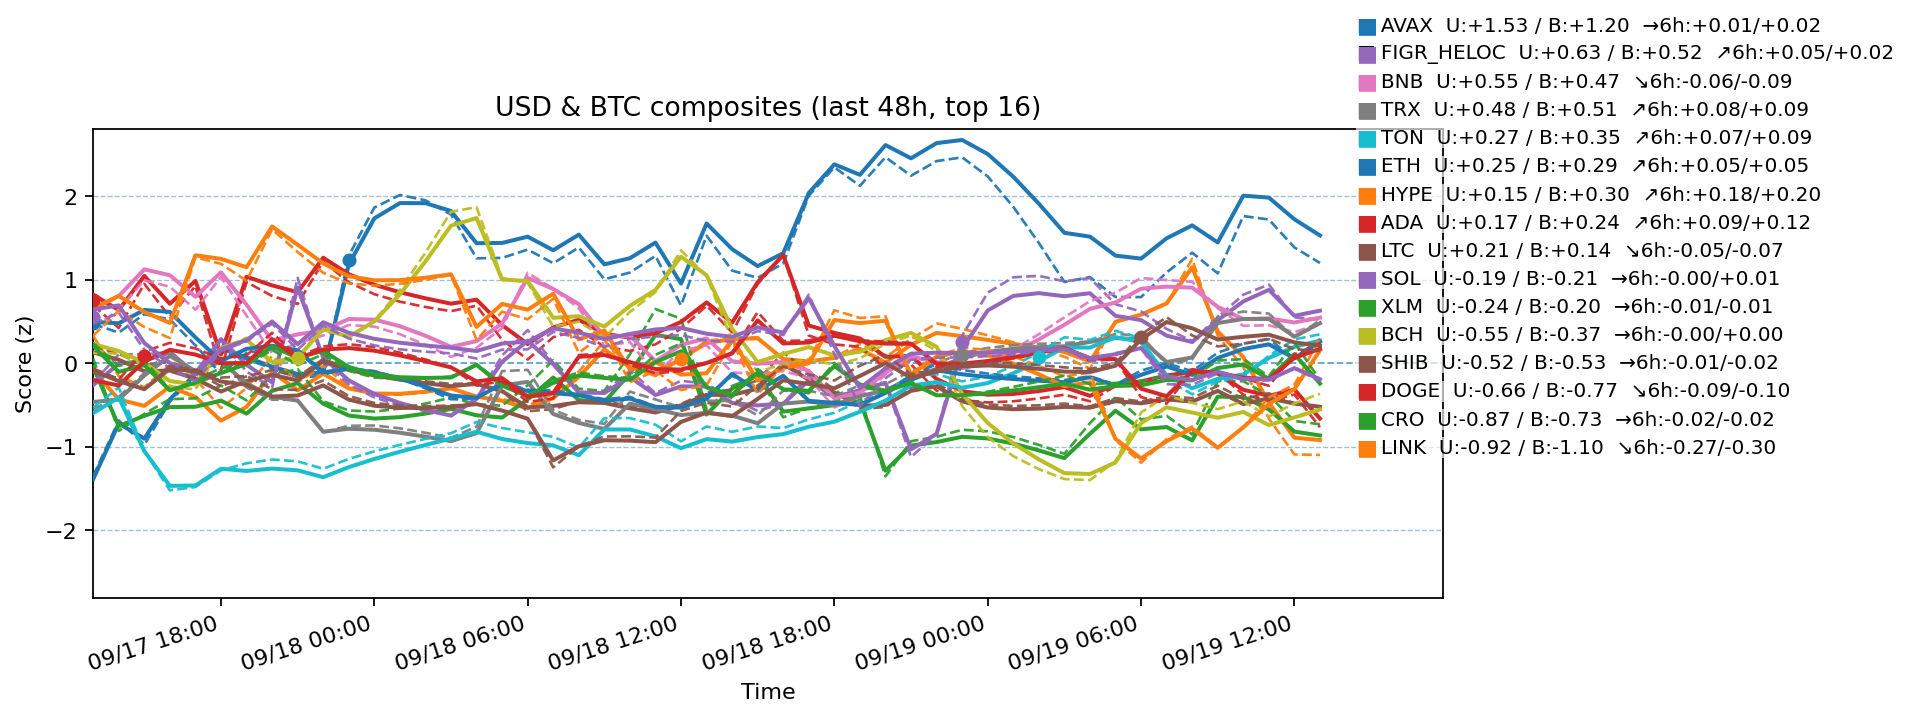 AVAX U:+1.53 / B:+1.20 →6h:+0.01/+0.02
FIGR_HELOC U:+0.63 / B:+0.52 ↗6h:+0.05/+0.02
BNB U:+0.55 / B:+0.47 ↘6h:-0.06/-0.09
TRX U:+0.48 / B:+0.51 ↗6h:+0.08/+0.09
TON U:+0.27 / B:+0.35 ↗6h:+0.07/+0.09
ETH U:+0.25 / B:+0.29 ↗6h:+0.05/+0.05
HYPE U:+0.15 / B:+0.30 ↗6h:+0.18/+0.20
ADA U:+0.17 / B:+0.24 ↗6h:+0.09/+0.12
LTC U:+0.21 / B:+0.14 ↘6h:-0.05/-0.07
SOL U:-0.19 / B:-0.21 →6h:-0.00/+0.01
XLM U:-0.24 / B:-0.20 →6h:-0.01/-0.01
BCH U:-0.55 / B:-0.37 →6h:-0.00/+0.00
SHIB U:-0.52 / B:-0.53 →6h:-0.01/-0.02
DOGE U:-0.66 / B:-0.77 ↘6h:-0.09/-0.10
CRO U:-0.87 / B:-0.73 →6h:-0.02/-0.02
LINK U:-0.92 / B:-1.10 ↘6h:-0.27/-0.30
USD & BTC composites (last 48h, top 16)
Score (z)
2
1
0
−1
−2
09/17 18:00
09/18 00:00
09/18 06:00
09/18 12:00
09/18 18:00
09/19 00:00
09/19 06:00
09/19 12:00
Time